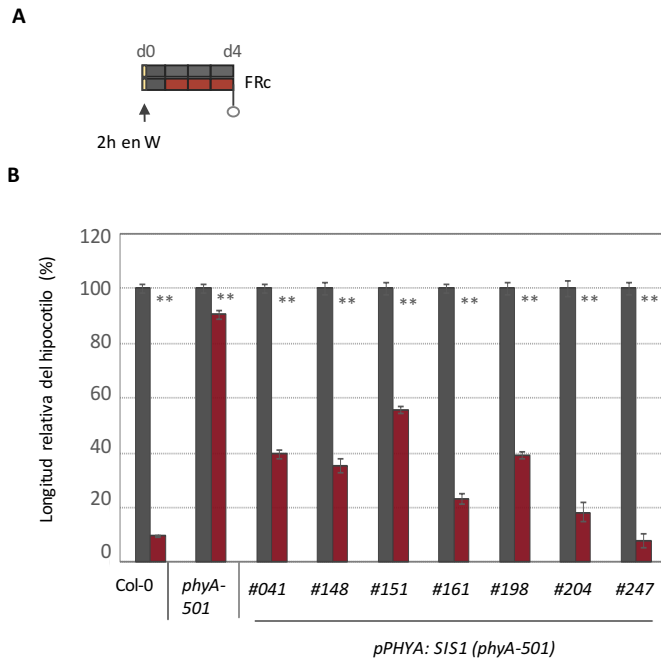 A
d0 d4
FRc
2h en W
B
Longitud relativa del hipocotilo (%)
120
100
80
60
40
20
0
** ** ** ** ** ** ** ** **
Col-0 phyA-501 #041 #148 #151 #161 #198 #204 #247
pPHYA: SIS1 (phyA-501)